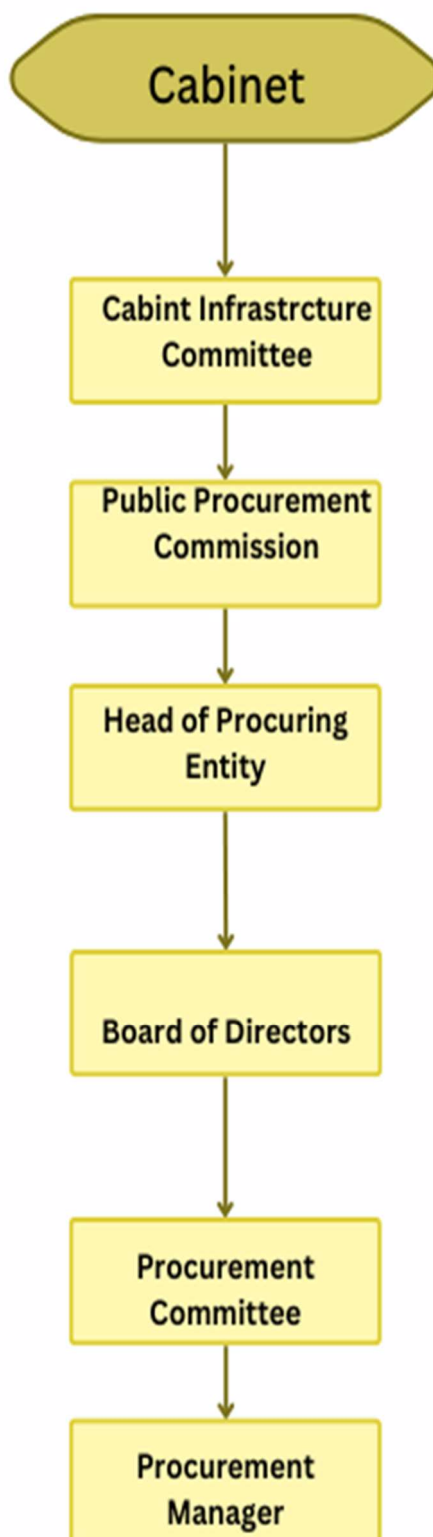 Cabinet
Cabint Infrastrcture
Committee
Public Procurement
Commission
Head of Procuring
Entity
Board of Directors
Procurement
Committee
Procurement
Manager